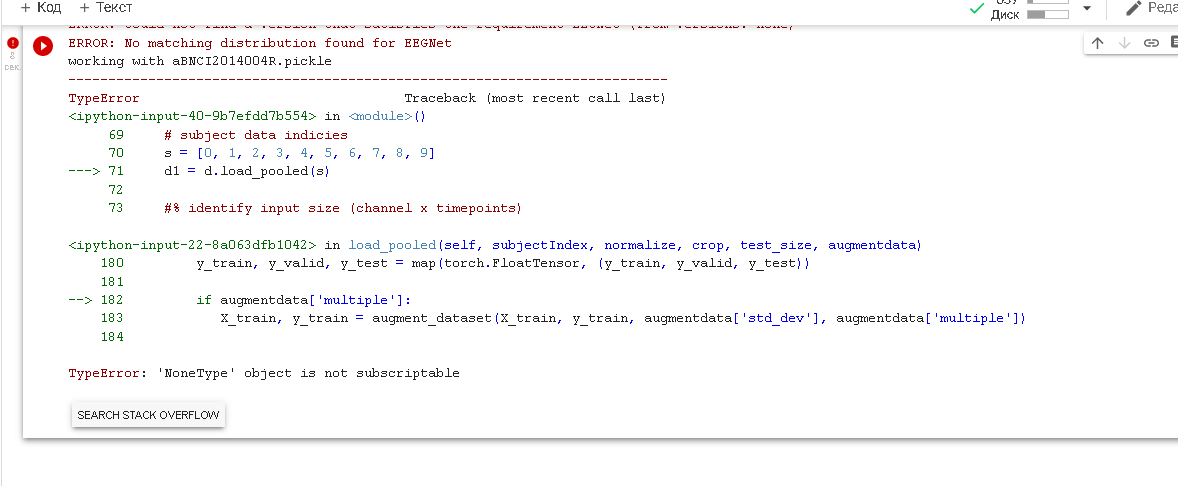 + Код + Текст
ОЗУ
Диск
Реда
ERROR: Could not find a version that satisfies the requirement EEGNet (from versions: none)
ERROR: No matching distribution found for EEGNet
working with aBNCI2014004R.pickle
---------------------------------------------------------------------------
TypeError Traceback (most recent call last)
<ipython-input-40-9b7efdd7b554> in <module>()
69 # subject data indicies
70 s = [0, 1, 2, 3, 4, 5, 6, 7, 8, 9]
---> 71 d1 = d.load_pooled(s)
72
73 #% identify input size (channel x timepoints)
<ipython-input-22-8a063dfb1042> in load_pooled(self, subjectIndex, normalize, crop, test_size, augmentdata)
180 y_train, y_valid, y_test = map(torch.FloatTensor, (y_train, y_valid, y_test))
181
--> 182 if augmentdata['multiple']:
183 X_train, y_train = augment_dataset(X_train, y_train, augmentdata['std_dev'], augmentdata['multiple'])
184
TypeError: 'NoneType' object is not subscriptable
SEARCH STACK OVERFLOW